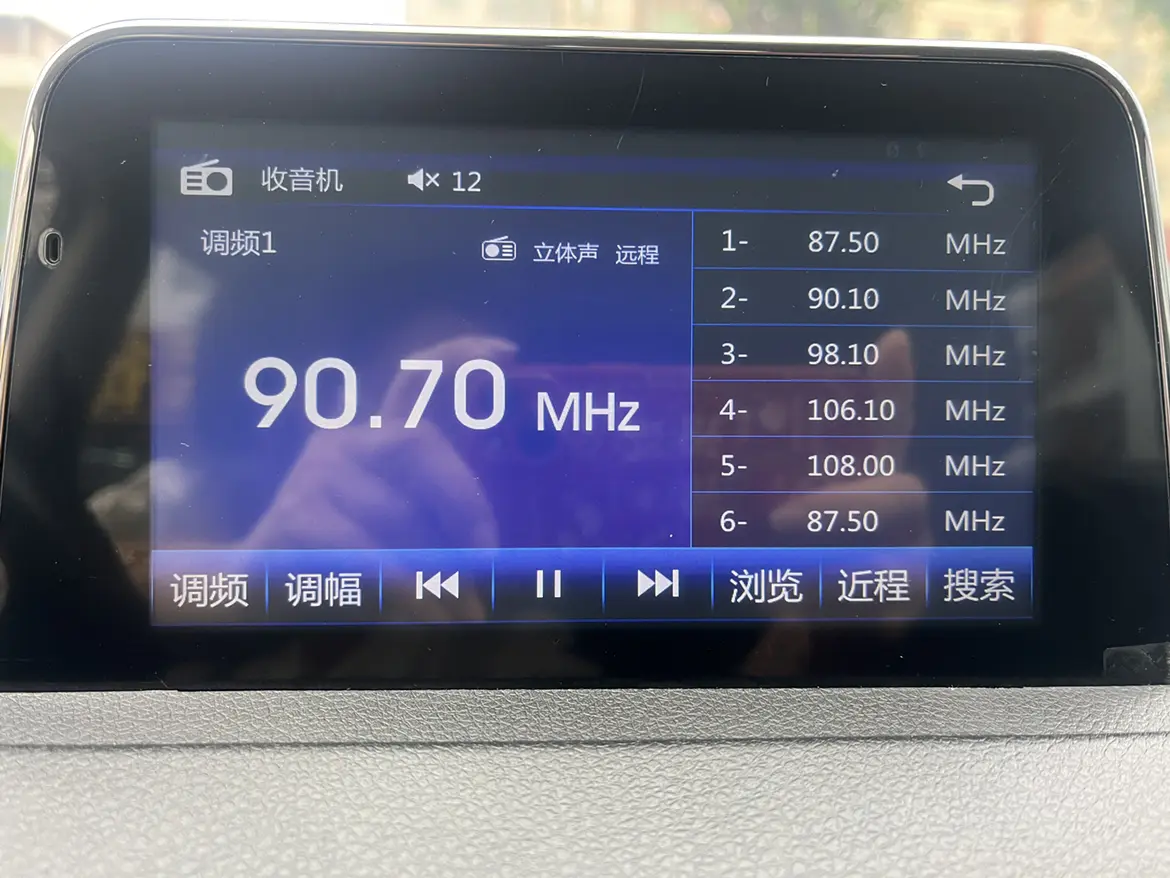 收音机 12
调频1 立体声 远程
90.70 MHz
1- 87.50 MHz
2- 90.10 MHz
3- 98.10 MHz
4- 106.10 MHz
5- 108.00 MHz
6- 87.50 MHz
调频 调幅 浏览 近程 搜索